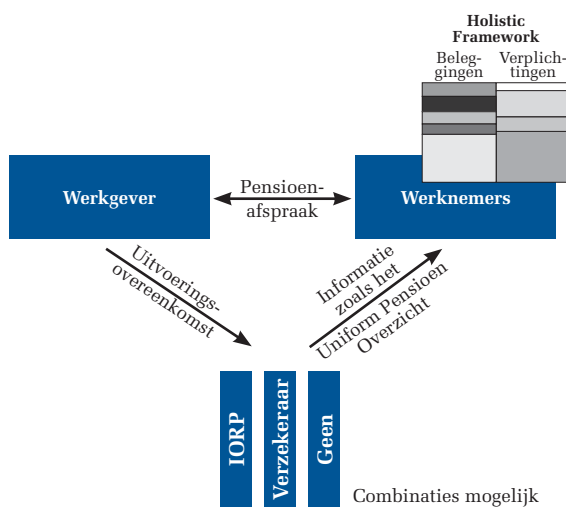 Holistic
Framework
Beleg-
gingen
Verplich-
tingen
Werkgever
Pensioen-
afspraak
Werknemers
Uitvoerings-
overeenkomst
Informatie
zoals het
Uniform Pensioen
Overzicht
IORP
Verzekeraar
Geen
Combinaties mogelijk